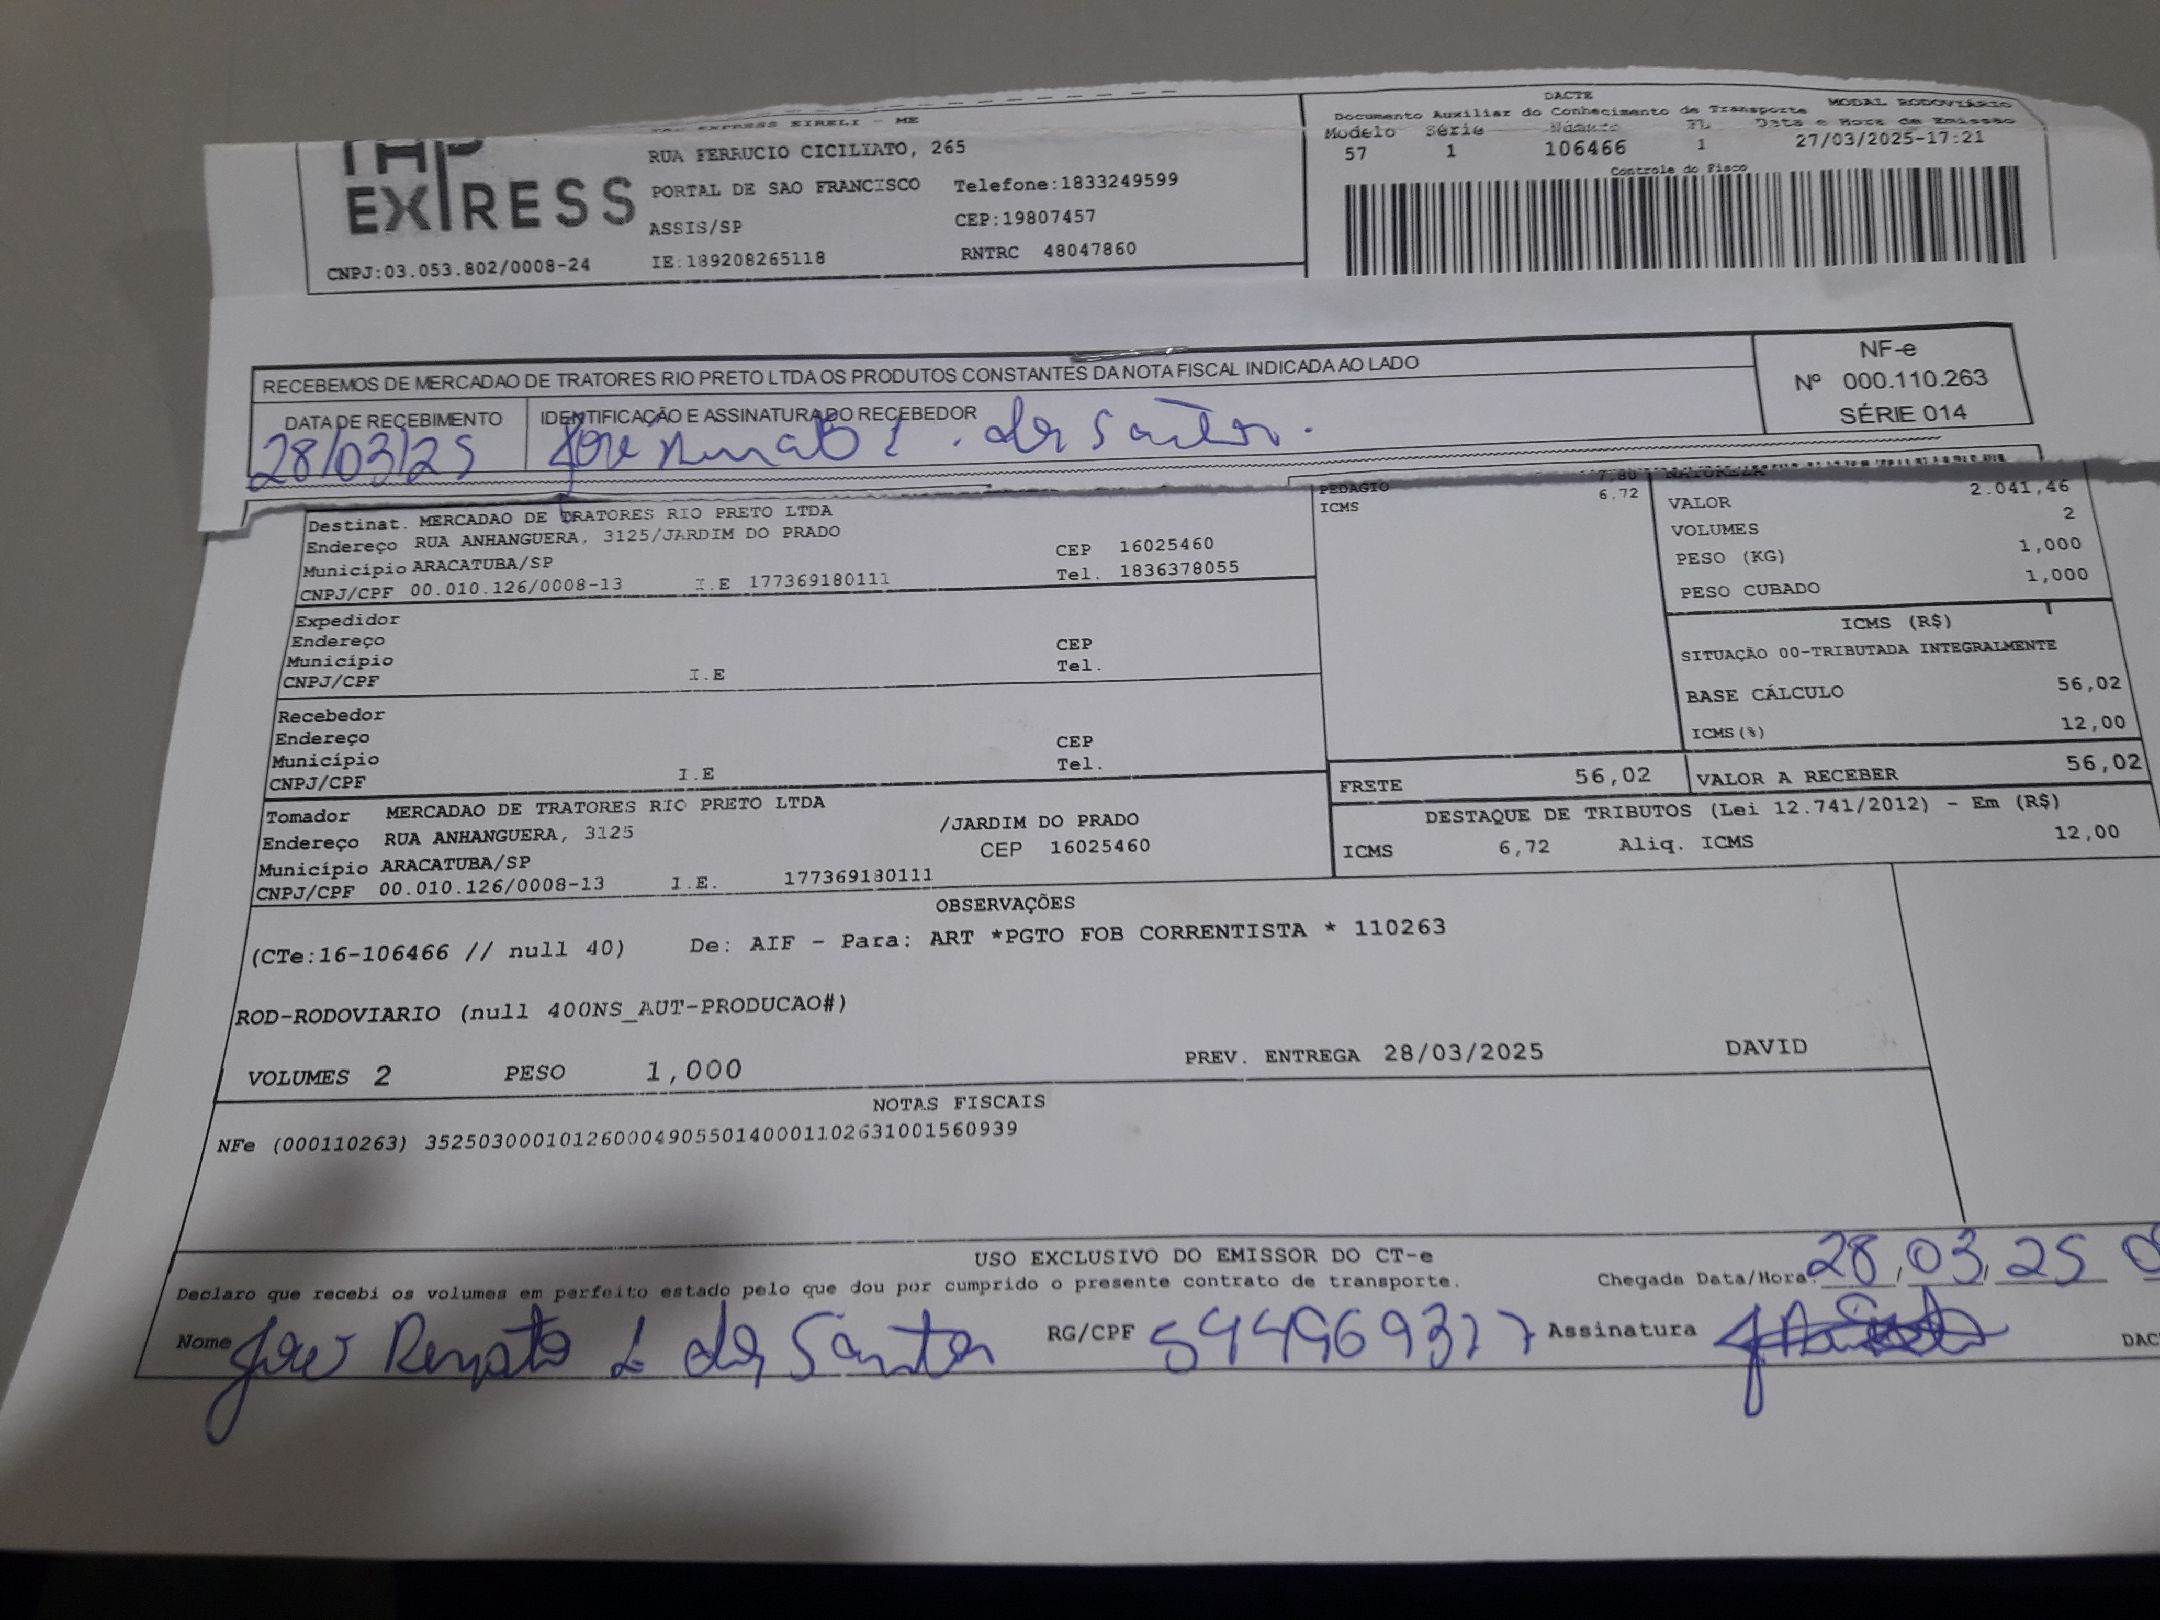 TAP EXPRESS EIRELI - ME
TAP
EXPRESS
RUA FERRUCIO CICILIATO, 265
PORTAL DE SAO FRANCISCO Telefone:1833249599
ASSIS/SP CEP:19807457
CNPJ:03.053.802/0008-24 IE:189208265118 RNTRC 48047860
DACTE
Documento Auxiliar do Conhecimento de Transporte MODAL RODOVIÁRIO
Modelo Série Número FL Data e Hora de Emissão
57 1 106466 1 27/03/2025-17:21
Controle do Fisco
RECEBEMOS DE MERCADAO DE TRATORES RIO PRETO LTDA OS PRODUTOS CONSTANTES DA NOTA FISCAL INDICADA AO LADO
NF-e
Nº 000.110.263
SÉRIE 014
DATA DE RECEBIMENTO IDENTIFICAÇÃO E ASSINATURA DO RECEBEDOR
28/03/25 José Renato L. dos Santos.
Destinat. MERCADAO DE TRATORES RIO PRETO LTDA
Endereço RUA ANHANGUERA, 3125/JARDIM DO PRADO CEP 16025460
Município ARACATUBA/SP Tel. 1836378055
CNPJ/CPF 00.010.126/0008-13 I.E 177369180111
Expedidor
Endereço CEP
Município Tel.
CNPJ/CPF I.E
Recebedor
Endereço CEP
Município Tel.
CNPJ/CPF I.E
Tomador MERCADAO DE TRATORES RIO PRETO LTDA
Endereço RUA ANHANGUERA, 3125 /JARDIM DO PRADO
Município ARACATUBA/SP CEP 16025460
CNPJ/CPF 00.010.126/0008-13 I.E. 177369180111
PEDAGIO 7,80
ICMS 6,72
NATUREZA
VALOR 2.041,46
VOLUMES 2
PESO (KG) 1,000
PESO CUBADO 1,000
ICMS (R$)
SITUAÇÃO 00-TRIBUTADA INTEGRALMENTE
BASE CÁLCULO 56,02
ICMS(%) 12,00
FRETE 56,02 VALOR A RECEBER 56,02
DESTAQUE DE TRIBUTOS (Lei 12.741/2012) - Em (R$)
ICMS 6,72 Aliq. ICMS 12,00
OBSERVAÇÕES
(CTe:16-106466 // null 40) De: AIF - Para: ART *PGTO FOB CORRENTISTA * 110263
ROD-RODOVIARIO (null 400NS_AUT-PRODUCAO#)
VOLUMES 2 PESO 1,000 PREV. ENTREGA 28/03/2025 DAVID
NOTAS FISCAIS
NFe (000110263) 35250300010126000490550140001102631001560939
USO EXCLUSIVO DO EMISSOR DO CT-e
Declaro que recebi os volumes em perfeito estado pelo que dou por cumprido o presente contrato de transporte. Chegada Data/Hora 28,03,25
Nome José Renato L dos Santos RG/CPF 544969377 Assinatura
DAC